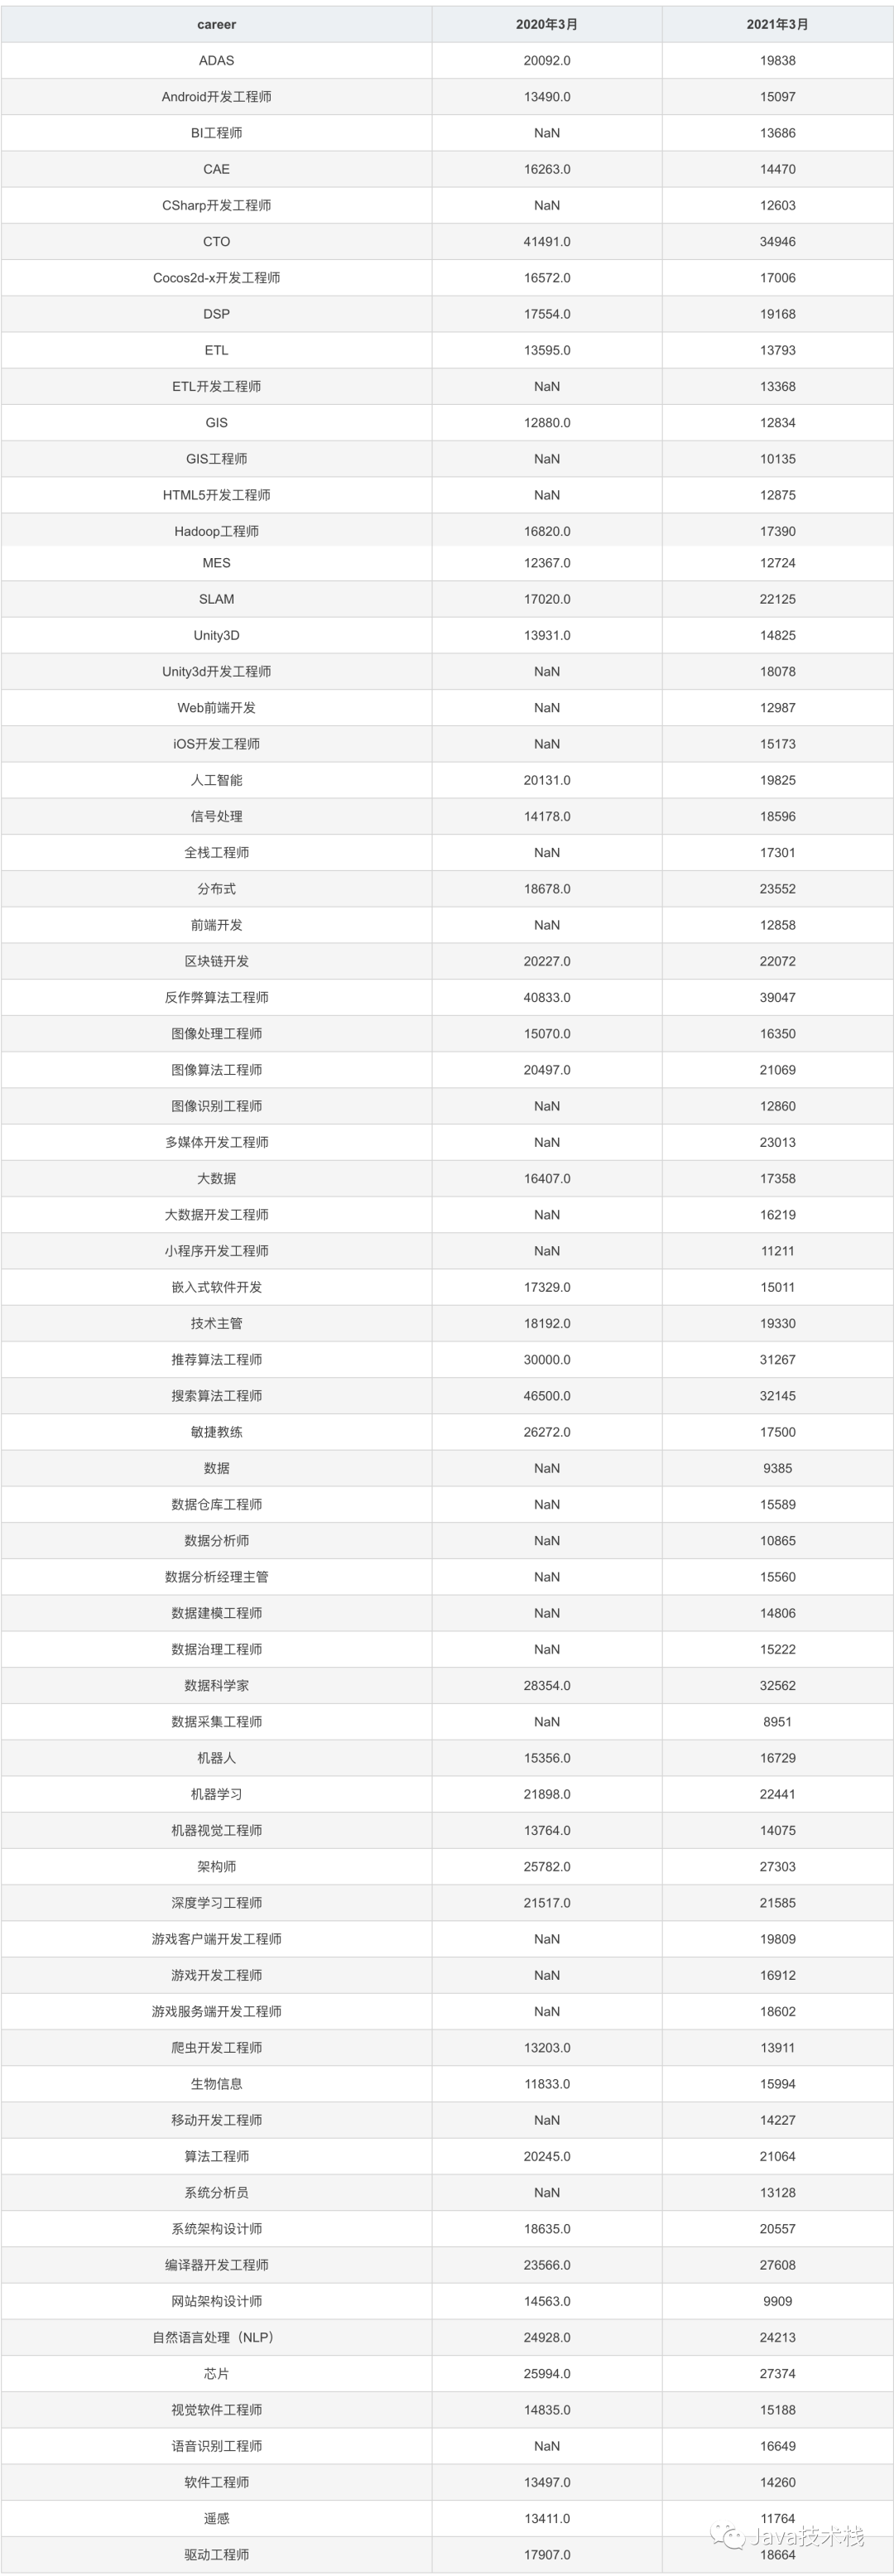 career 2020年3月 2021年3月
ADAS 20092.0 19838
Android开发工程师 13490.0 15097
BI工程师 NaN 13686
CAE 16263.0 14470
CSharp开发工程师 NaN 12603
CTO 41491.0 34946
Cocos2d-x开发工程师 16572.0 17006
DSP 17554.0 19168
ETL 13595.0 13793
ETL开发工程师 NaN 13368
GIS 12880.0 12834
GIS工程师 NaN 10135
HTML5开发工程师 NaN 12875
Hadoop工程师 16820.0 17390
MES 12367.0 12724
SLAM 17020.0 22125
Unity3D 13931.0 14825
Unity3d开发工程师 NaN 18078
Web前端开发 NaN 12987
iOS开发工程师 NaN 15173
人工智能 20131.0 19825
信号处理 14178.0 18596
全栈工程师 NaN 17301
分布式 18678.0 23552
前端开发 NaN 12858
区块链开发 20227.0 22072
反作弊算法工程师 40833.0 39047
图像处理工程师 15070.0 16350
图像算法工程师 20497.0 21069
图像识别工程师 NaN 12860
多媒体开发工程师 NaN 23013
大数据 16407.0 17358
大数据开发工程师 NaN 16219
小程序开发工程师 NaN 11211
嵌入式软件开发 17329.0 15011
技术主管 18192.0 19330
推荐算法工程师 30000.0 31267
搜索算法工程师 46500.0 32145
敏捷教练 26272.0 17500
数据 NaN 9385
数据仓库工程师 NaN 15589
数据分析师 NaN 10865
数据分析经理主管 NaN 15560
数据建模工程师 NaN 14806
数据治理工程师 NaN 15222
数据科学家 28354.0 32562
数据采集工程师 NaN 8951
机器人 15356.0 16729
机器学习 21898.0 22441
机器视觉工程师 13764.0 14075
架构师 25782.0 27303
深度学习工程师 21517.0 21585
游戏客户端开发工程师 NaN 19809
游戏开发工程师 NaN 16912
游戏服务端开发工程师 NaN 18602
爬虫开发工程师 13203.0 13911
生物信息 11833.0 15994
移动开发工程师 NaN 14227
算法工程师 20245.0 21064
系统分析员 NaN 13128
系统架构设计师 18635.0 20557
编译器开发工程师 23566.0 27608
网站架构设计师 14563.0 9909
自然语言处理（NLP） 24928.0 24213
芯片 25994.0 27374
视觉软件工程师 14835.0 15188
语音识别工程师 NaN 16649
软件工程师 13497.0 14260
遥感 13411.0 11764
Java技术栈
驱动工程师 17907.0 18664